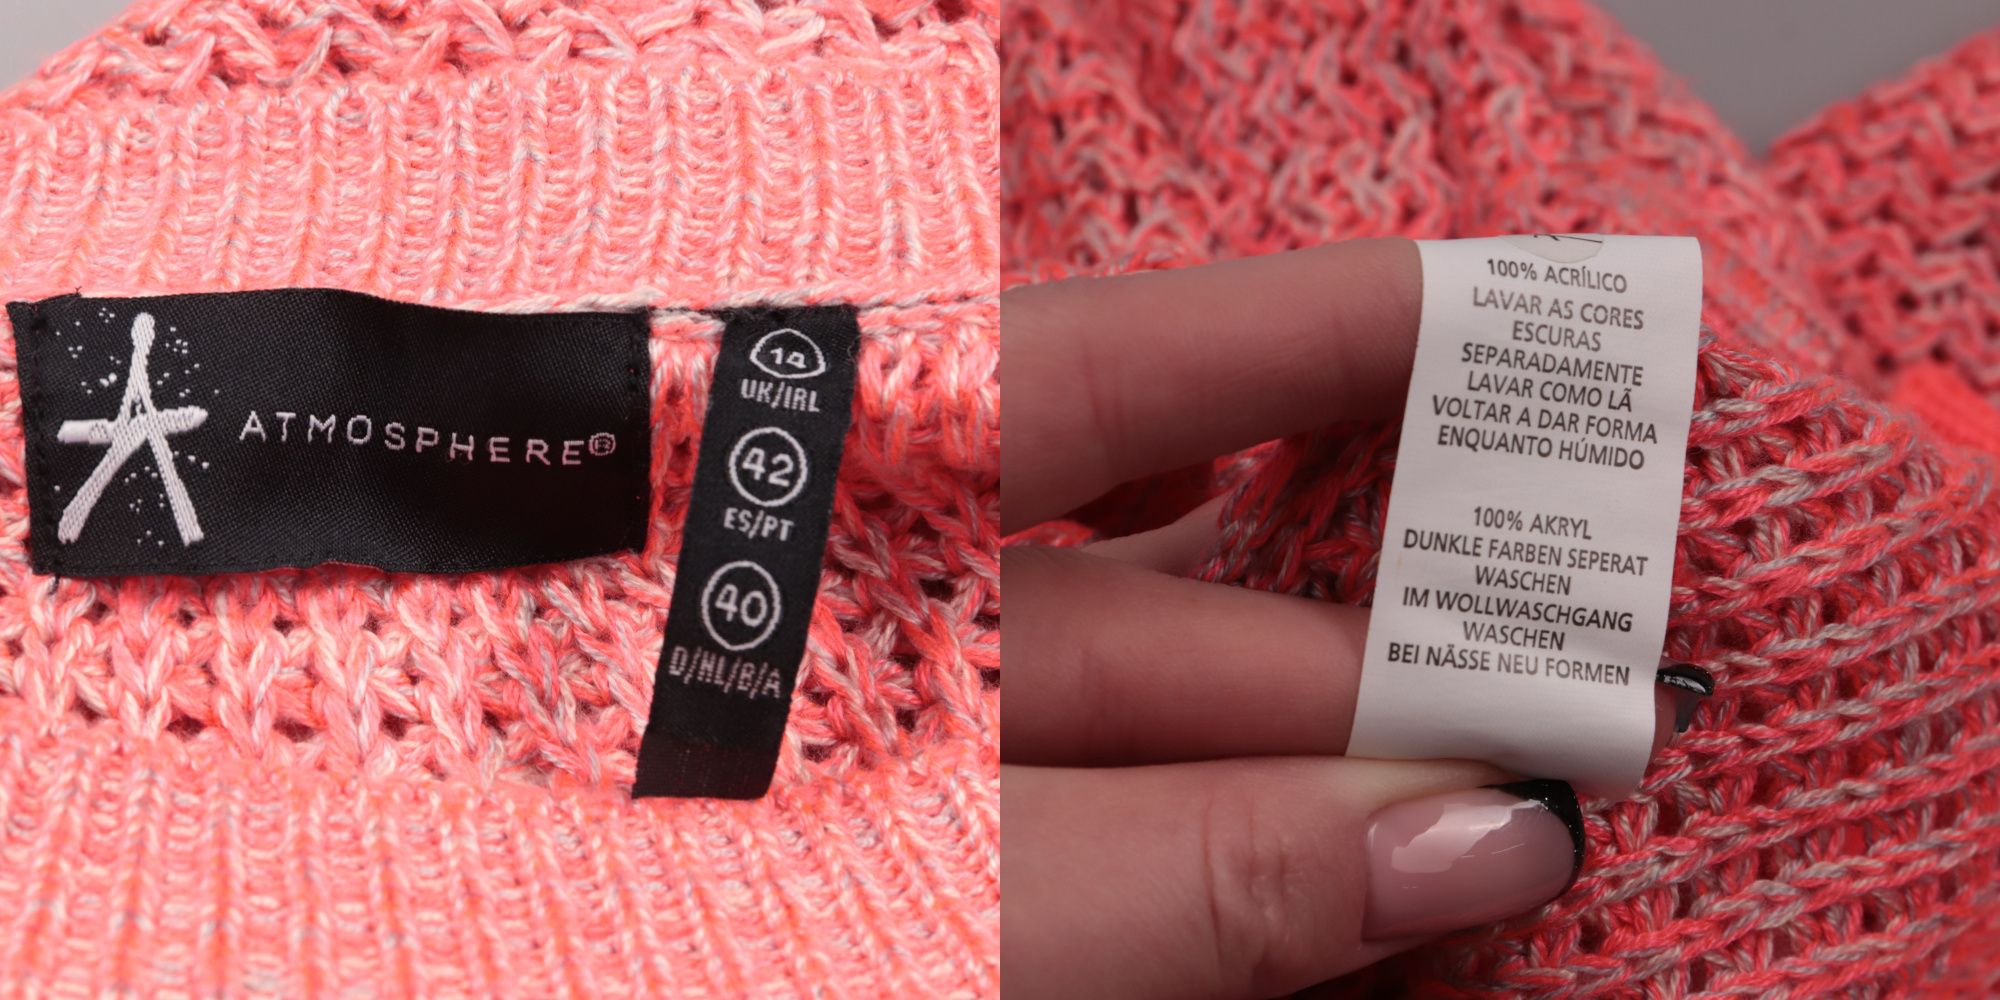 ATMOSPHERE®
14
UK/IRL
42
ES/PT
40
D/NL/B/A
100% ACRÍLICO
LAVAR AS CORES
ESCURAS
SEPARADAMENTE
LAVAR COMO LÃ
VOLTAR A DAR FORMA
ENQUANTO HÚMIDO
100% AKRYL
DUNKLE FARBEN SEPERAT
WASCHEN
IM WOLLWASCHGANG
WASCHEN
BEI NÄSSE NEU FORMEN